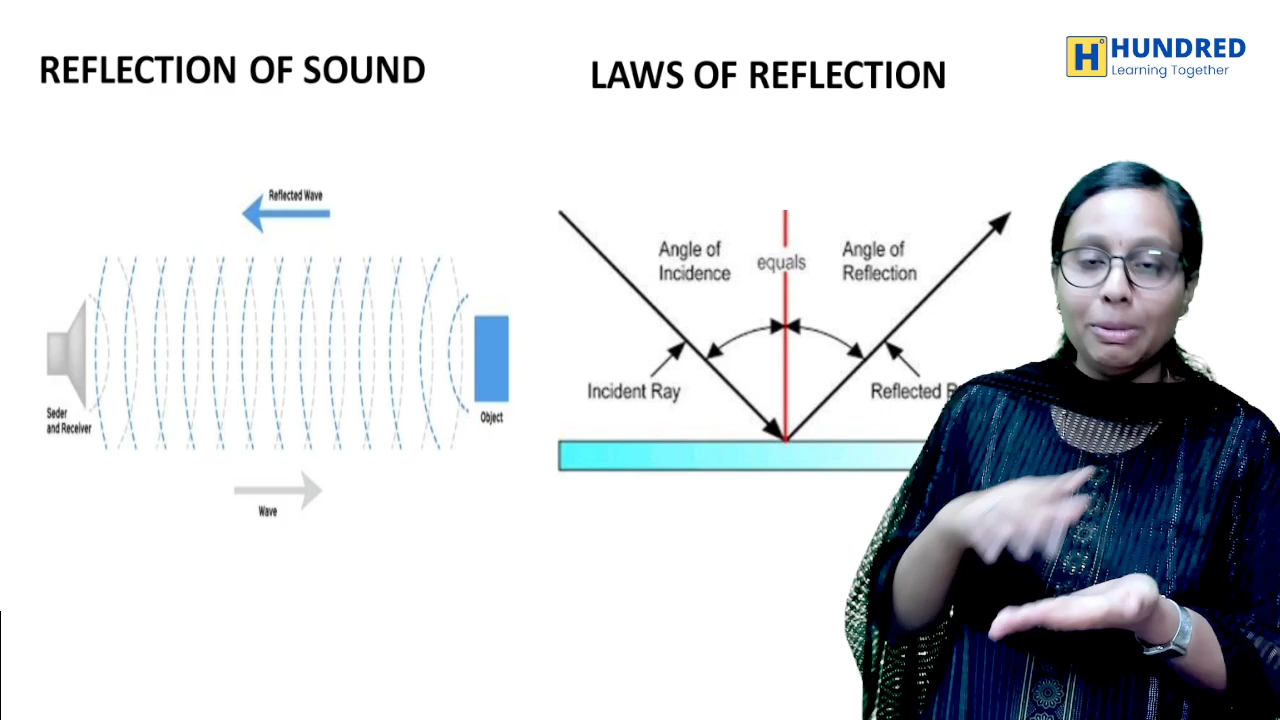 REFLECTION OF SOUND
LAWS OF REFLECTION
H°
HUNDRED
Learning Together
Reflected Wave
Seder
and Receiver
Object
Wave
Angle of
Incidence
equals
Angle of
Reflection
Incident Ray
Reflected